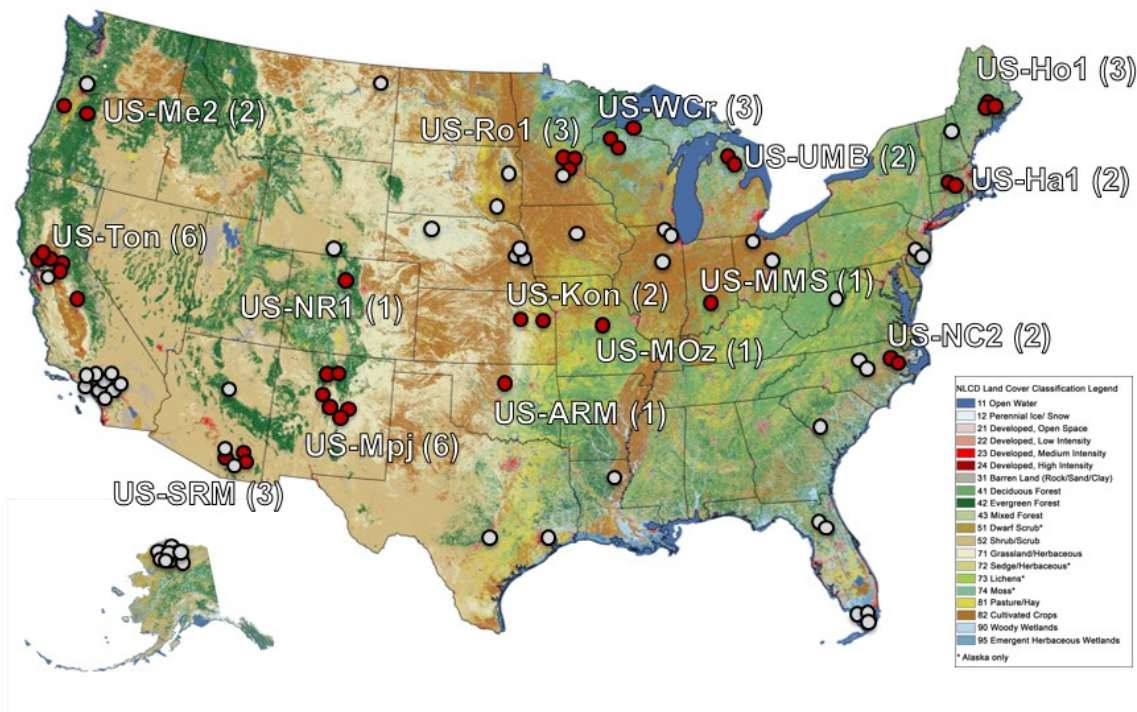 US-Ho1 (3)
US-WCr (3)
US-Me2 (2)
US-Ro1 (3)
US-UMB (2)
US-Ha1 (2)
US-Ton (6)
US-MMS (1)
US-NR1 (1)
US-Kon (2)
US-NC2 (2)
US-MOz (1)
US-ARM (1)
US-Mpj (6)
US-SRM (3)
NLCD Land Cover Classification Legend
11 Open Water
12 Perennial Ice/ Snow
21 Developed, Open Space
22 Developed, Low Intensity
23 Developed, Medium Intensity
24 Developed, High Intensity
31 Barren Land (Rock/Sand/Clay)
41 Deciduous Forest
42 Evergreen Forest
43 Mixed Forest
51 Dwarf Scrub*
52 Shrub/Scrub
71 Grassland/Herbaceous
72 Sedge/Herbaceous*
73 Lichens*
74 Moss*
81 Pasture/Hay
82 Cultivated Crops
90 Woody Wetlands
95 Emergent Herbaceous Wetlands
* Alaska only